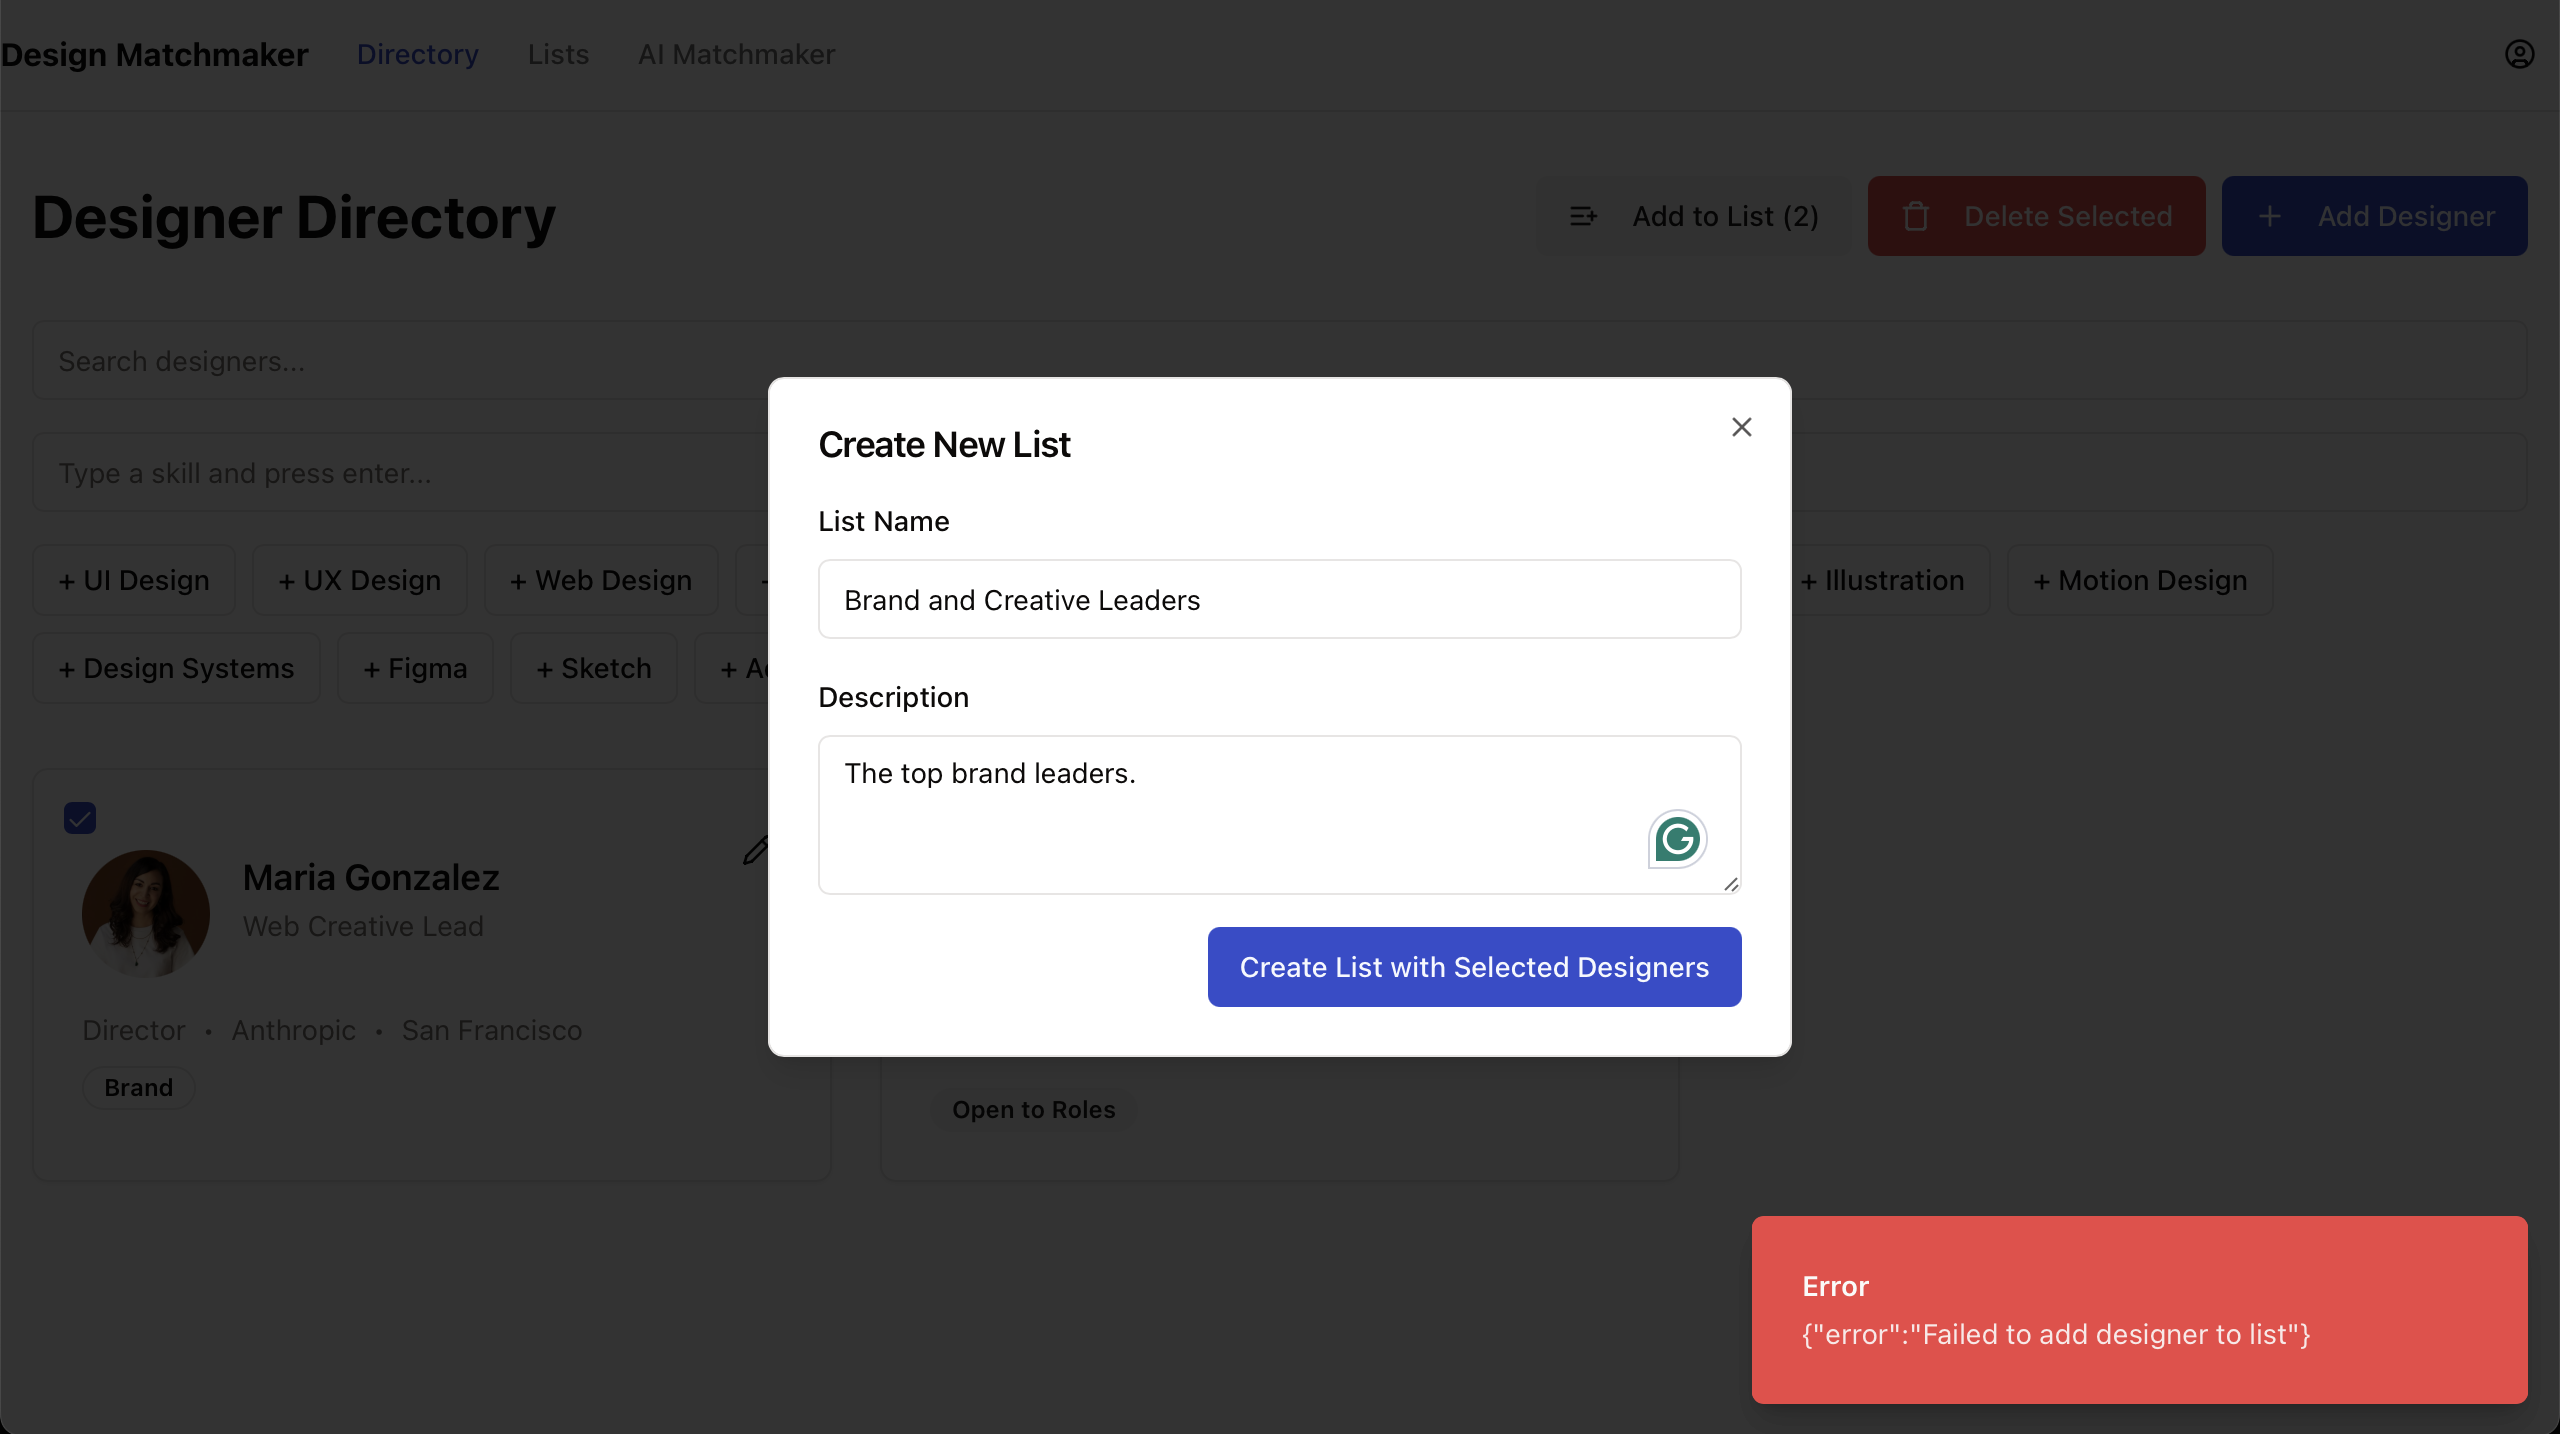 Design Matchmaker Directory Lists AI Matchmaker
Designer Directory
Add to List (2)
Delete Selected
+ Add Designer
Search designers...
Type a skill and press enter...
+ UI Design
+ UX Design
+ Web Design
+ Illustration
+ Motion Design
+ Design Systems
+ Figma
+ Sketch
Maria Gonzalez
Web Creative Lead
Director • Anthropic • San Francisco
Brand
Open to Roles
Create New List
List Name
Brand and Creative Leaders
Description
The top brand leaders.
Create List with Selected Designers
Error
{"error":"Failed to add designer to list"}